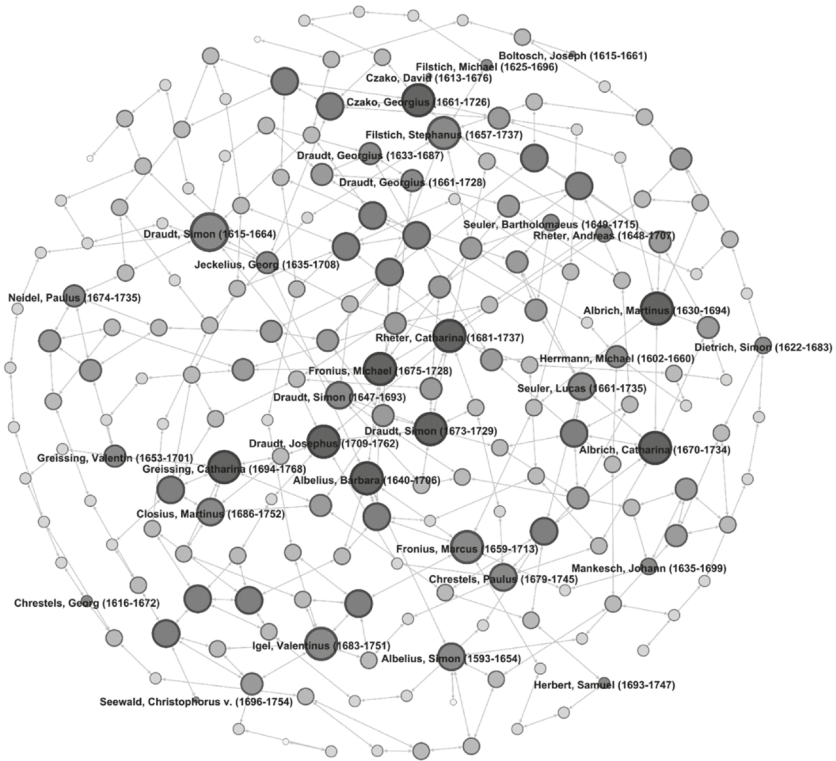 Boltosch, Joseph (1615-1661)
Filstich, Michael (1625-1696)
Czako, David (1613-1676)
Czako, Georgius (1661-1726)
Filstich, Stephanus (1657-1737)
Draudt, Georgius (1633-1687)
Draudt, Georgius (1661-1728)
Seuler, Bartholomaeus (1649-1715)
Draudt, Simon (1615-1664)
Rheter, Andreas (1648-1707)
Jeckelius, Georg (1635-1708)
Neidel, Paulus (1674-1735)
Albrich, Martinus (1630-1694)
Rheter, Catharina (1681-1737)
Dietrich, Simon (1622-1683)
Herrmann, Michael (1602-1660)
Fronius, Michael (1675-1728)
Seuler, Lucas (1661-1735)
Draudt, Simon (1647-1693)
Draudt, Simon (1673-1729)
Draudt, Josephus (1709-1762)
Albrich, Catharina (1670-1734)
Greissing, Valentin (1653-1701)
Greissing, Catharina (1694-1768)
Albelius, Barbara (1640-1706)
Closius, Martinus (1686-1752)
Fronius, Marcus (1659-1713)
Mankesch, Johann (1635-1699)
Chrestels, Paulus (1679-1745)
Chrestels, Georg (1616-1672)
Igel, Valentinus (1683-1751)
Albelius, Simon (1593-1654)
Herbert, Samuel (1693-1747)
Seewald, Christophorus v. (1696-1754)